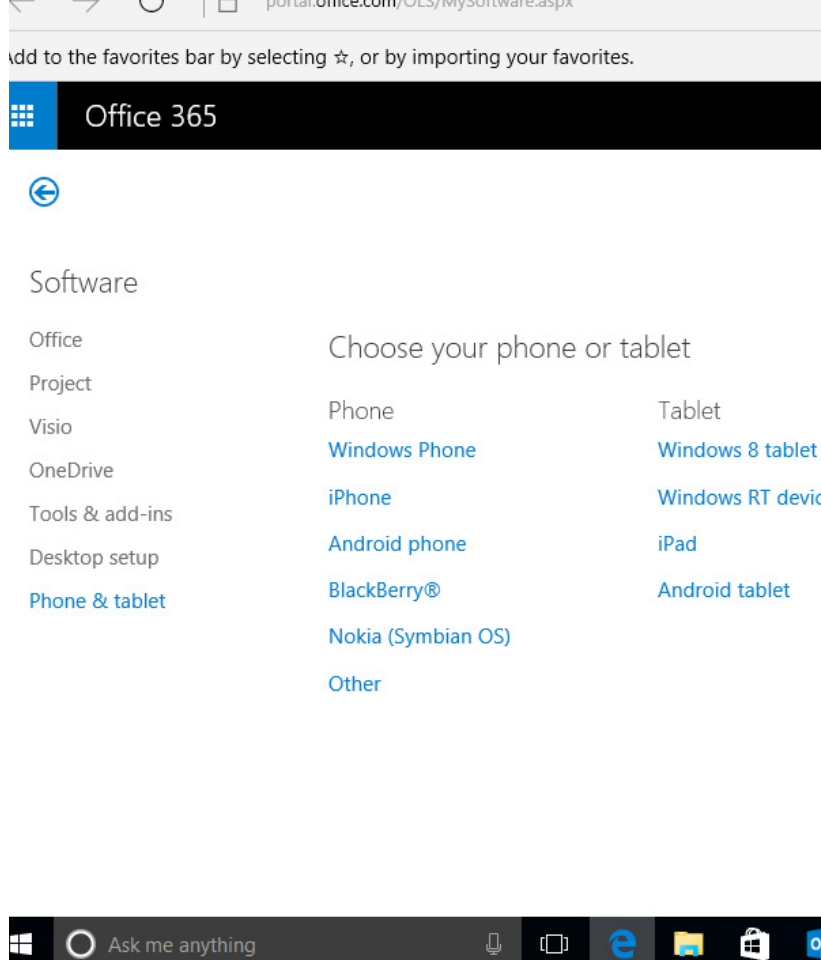 portal.office.com/OLS/MySoftware.aspx
Add to the favorites bar by selecting ☆, or by importing your favorites.
Office 365
Software
Office
Project
Visio
OneDrive
Tools & add-ins
Desktop setup
Phone & tablet
Choose your phone or tablet
Phone
Windows Phone
iPhone
Android phone
BlackBerry®
Nokia (Symbian OS)
Other
Tablet
Windows 8 tablet
Windows RT devic
iPad
Android tablet
Ask me anything